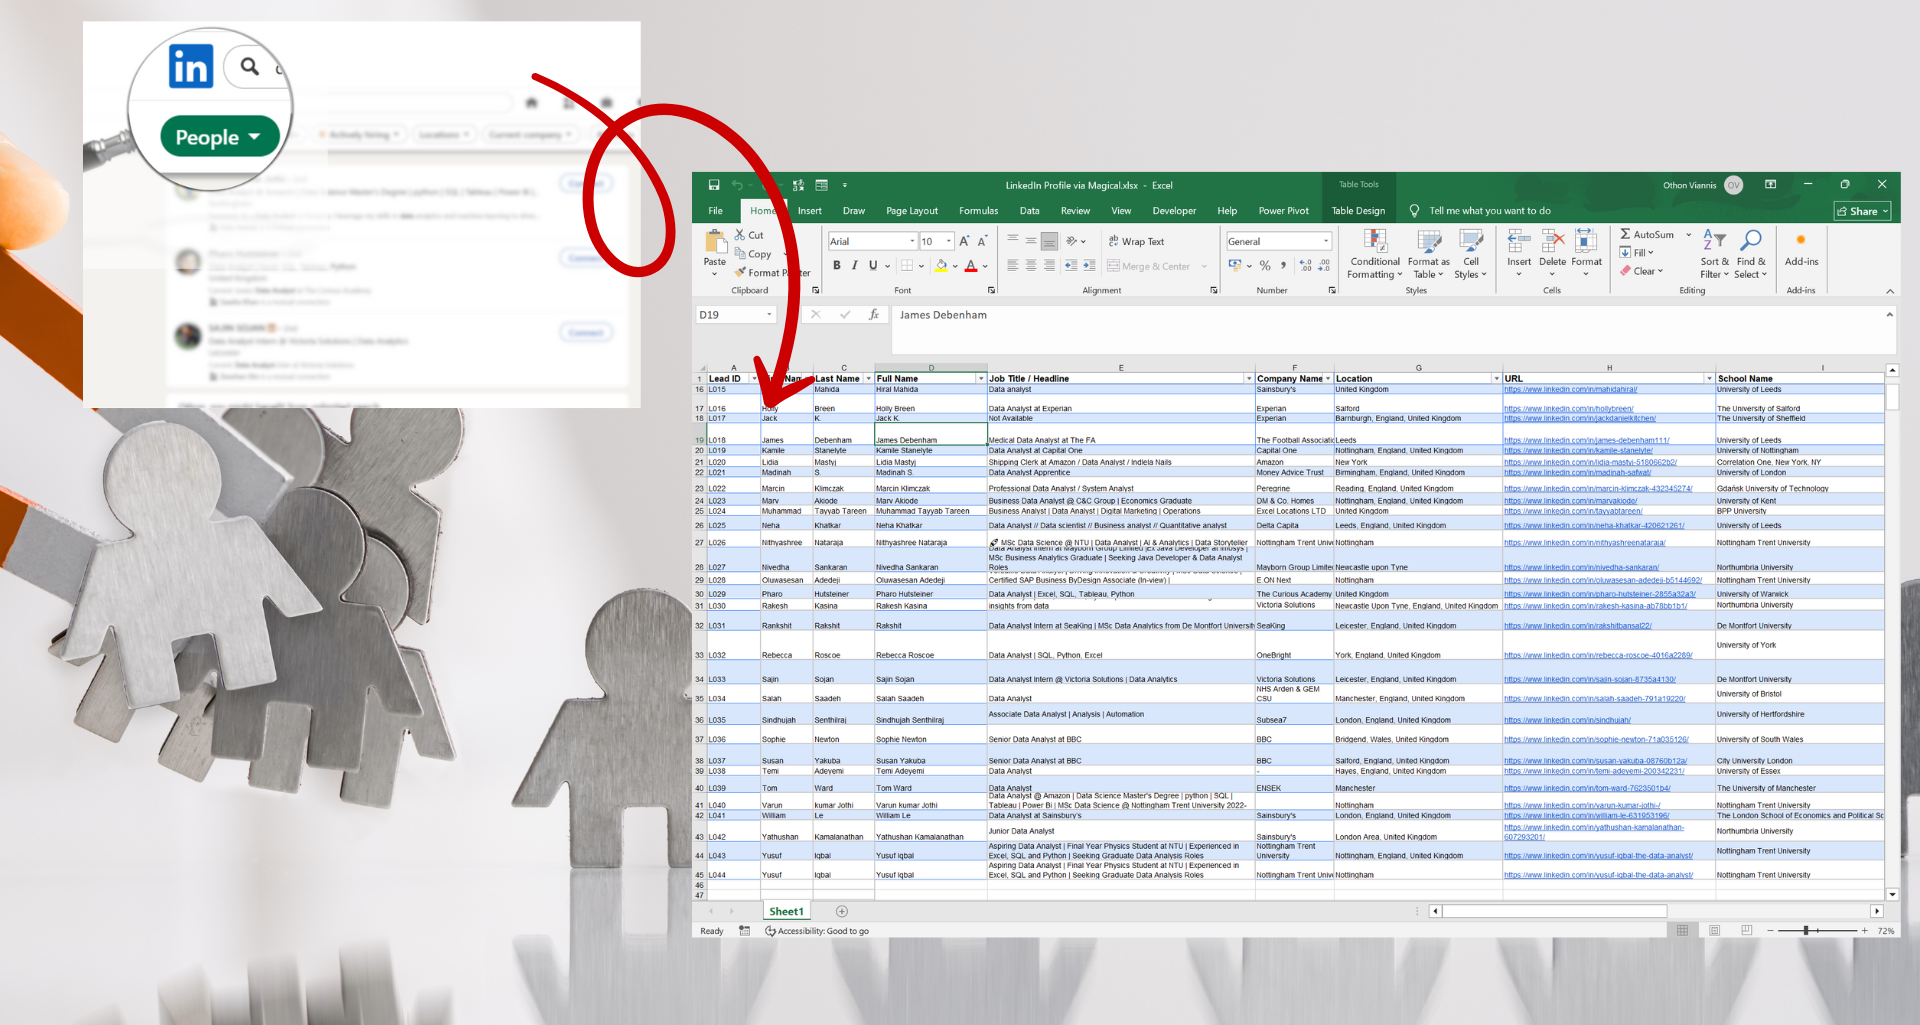 in
People
Actively hiring
Locations
Current company
LinkedIn Profile via Magical.xlsx - Excel
Table Tools
Othon Viannis OV
File Home Insert Draw Page Layout Formulas Data Review View Developer Help Power Pivot Table Design Tell me what you want to do Share
Paste Cut Copy Format Clipboard
Arial 10 B I U Font
Wrap Text Merge & Center Alignment
General Number
Conditional Formatting Format as Table Cell Styles Styles
Insert Delete Format Cells
AutoSum Fill Clear Sort & Filter Find & Select Editing
Add-ins Add-ins
D19 fx James Debenham
A C D E F G H I
1 Lead ID Last Name Full Name Job Title / Headline Company Name Location URL School Name
16 L015 Mahida Hiral Mahida Data analyst Sainsbury's United Kingdom https://www.linkedin.com/in/mahidahiral/ University of Leeds
17 L016 Holly Breen Holly Breen Data Analyst at Experian Experian Salford https://www.linkedin.com/in/hollybreen/ The University of Salford
18 L017 Jack K. Jack K. Not Available Experian Barnburgh, England, United Kingdom https://www.linkedin.com/in/jackdanielkitchen/ The University of Sheffield
19 L018 James Debenham James Debenham Medical Data Analyst at The FA The Football Associatic Leeds https://www.linkedin.com/in/james-debenham111/ University of Leeds
20 L019 Kamile Stanelyte Kamile Stanelyte Data Analyst at Capital One Capital One Nottingham, England, United Kingdom https://www.linkedin.com/in/kamile-stanelyte/ University of Nottingham
21 L020 Lidia Mastyj Lidia Mastyj Shipping Clerk at Amazon / Data Analyst / Indiela Nails Amazon New York https://www.linkedin.com/in/lidia-mastyj-5180662b2/ Correlation One, New York, NY
22 L021 Madinah S. Madinah S. Data Analyst Apprentice Money Advice Trust Birmingham, England, United Kingdom https://www.linkedin.com/in/madinah-safwat/ University of London
23 L022 Marcin Klimczak Marcin Klimczak Professional Data Analyst / System Analyst Peregrine Reading, England, United Kingdom https://www.linkedin.com/in/marcin-klimczak-432345274/ Gdańsk University of Technology
24 L023 Marv Akiode Marv Akiode Business Data Analyst @ C&C Group | Economics Graduate DM & Co. Homes Nottingham, England, United Kingdom https://www.linkedin.com/in/marvakiode/ University of Kent
25 L024 Muhammad Tayyab Tareen Muhammad Tayyab Tareen Business Analyst | Data Analyst | Digital Marketing | Operations Excel Locations LTD United Kingdom https://www.linkedin.com/in/tayyabtareen/ BPP University
26 L025 Neha Khatkar Neha Khatkar Data Analyst // Data scientist // Business analyst // Quantitative analyst Delta Capita Leeds, England, United Kingdom https://www.linkedin.com/in/neha-khatkar-420621261/ University of Leeds
27 L026 Nithyashree Nataraja Nithyashree Nataraja 🚀 MSc Data Science @ NTU | Data Analyst | AI & Analytics | Data Storyteller Nottingham Trent Univ Nottingham https://www.linkedin.com/in/nithyashreenataraja/ Nottingham Trent University
Data Analyst Intern at Mayborn Group Limited |Ex Java Developer at Infosys |
MSc Business Analytics Graduate | Seeking Java Developer & Data Analyst
28 L027 Nivedha Sankaran Nivedha Sankaran Roles Mayborn Group Limitec Newcastle upon Tyne https://www.linkedin.com/in/nivedha-sankaran/ Northumbria University
29 L028 Oluwasesan Adedeji Oluwasesan Adedeji Certified SAP Business ByDesign Associate (In-view) | E.ON Next Nottingham https://www.linkedin.com/in/oluwasesan-adedeji-b5144692/ Nottingham Trent University
30 L029 Pharo Hutsteiner Pharo Hutsteiner Data Analyst | Excel, SQL, Tableau, Python The Curious Academy United Kingdom https://www.linkedin.com/in/pharo-hutsteiner-2855a32a3/ University of Warwick
31 L030 Rakesh Kasina Rakesh Kasina insights from data Victoria Solutions Newcastle Upon Tyne, England, United Kingdom https://www.linkedin.com/in/rakesh-kasina-ab78bb1b1/ Northumbria University
32 L031 Rankshit Rakshit Rakshit Data Analyst Intern at SeaKing | MSc Data Analytics from De Montfort Universit SeaKing Leicester, England, United Kingdom https://www.linkedin.com/in/rakshitbansal22/ De Montfort University
33 L032 Rebecca Roscoe Rebecca Roscoe Data Analyst | SQL, Python, Excel OneBright York, England, United Kingdom https://www.linkedin.com/in/rebecca-roscoe-4016a2289/ University of York
34 L033 Sajin Sojan Sajin Sojan Data Analyst Intern @ Victoria Solutions | Data Analytics Victoria Solutions Leicester, England, United Kingdom https://www.linkedin.com/in/sajin-sojan-8735a4130/ De Montfort University
35 L034 Salah Saadeh Salah Saadeh Data Analyst NHS Arden & GEM CSU Manchester, England, United Kingdom https://www.linkedin.com/in/salah-saadeh-791a19220/ University of Bristol
36 L035 Sindhujah Senthilraj Sindhujah Senthilraj Associate Data Analyst | Analysis | Automation Subsea7 London, England, United Kingdom https://www.linkedin.com/in/sindhujah/ University of Hertfordshire
37 L036 Sophie Newton Sophie Newton Senior Data Analyst at BBC BBC Bridgend, Wales, United Kingdom https://www.linkedin.com/in/sophie-newton-71a035126/ University of South Wales
38 L037 Susan Yakuba Susan Yakuba Senior Data Analyst at BBC BBC Salford, England, United Kingdom https://www.linkedin.com/in/susan-yakuba-08760b12a/ City University London
39 L038 Temi Adeyemi Temi Adeyemi Data Analyst - Hayes, England, United Kingdom https://www.linkedin.com/in/temi-adeyemi-200342231/ University of Essex
40 L039 Tom Ward Tom Ward Data Analyst ENSEK Manchester https://www.linkedin.com/in/tom-ward-7623501b4/ The University of Manchester
Data Analyst @ Amazon | Data Science Master's Degree | python | SQL |
41 L040 Varun kumar Jothi Varun kumar Jothi Tableau | Power Bi | MSc Data Science @ Nottingham Trent University 2022- Nottingham https://www.linkedin.com/in/varun-kumar-jothi-/ Nottingham Trent University
42 L041 William Le William Le Data Analyst at Sainsbury's Sainsbury's London, England, United Kingdom https://www.linkedin.com/in/william-le-631953196/ The London School of Economics and Political Sc
43 L042 Yathushan Kamalanathan Yathushan Kamalanathan Junior Data Analyst Sainsbury's London Area, United Kingdom https://www.linkedin.com/in/yathushan-kamalanathan-607293201/ Northumbria University
Aspiring Data Analyst | Final Year Physics Student at NTU | Experienced in Nottingham Trent
44 L043 Yusuf Iqbal Yusuf Iqbal Excel, SQL and Python | Seeking Graduate Data Analysis Roles University Nottingham, England, United Kingdom https://www.linkedin.com/in/yusuf-iqbal-the-data-analyst/ Nottingham Trent University
Aspiring Data Analyst | Final Year Physics Student at NTU | Experienced in
45 L044 Yusuf Iqbal Yusuf Iqbal Excel, SQL and Python | Seeking Graduate Data Analysis Roles Nottingham Trent Unive Nottingham https://www.linkedin.com/in/yusuf-iqbal-the-data-analyst/ Nottingham Trent University
46
47
Sheet1
Ready Accessibility: Good to go 72%